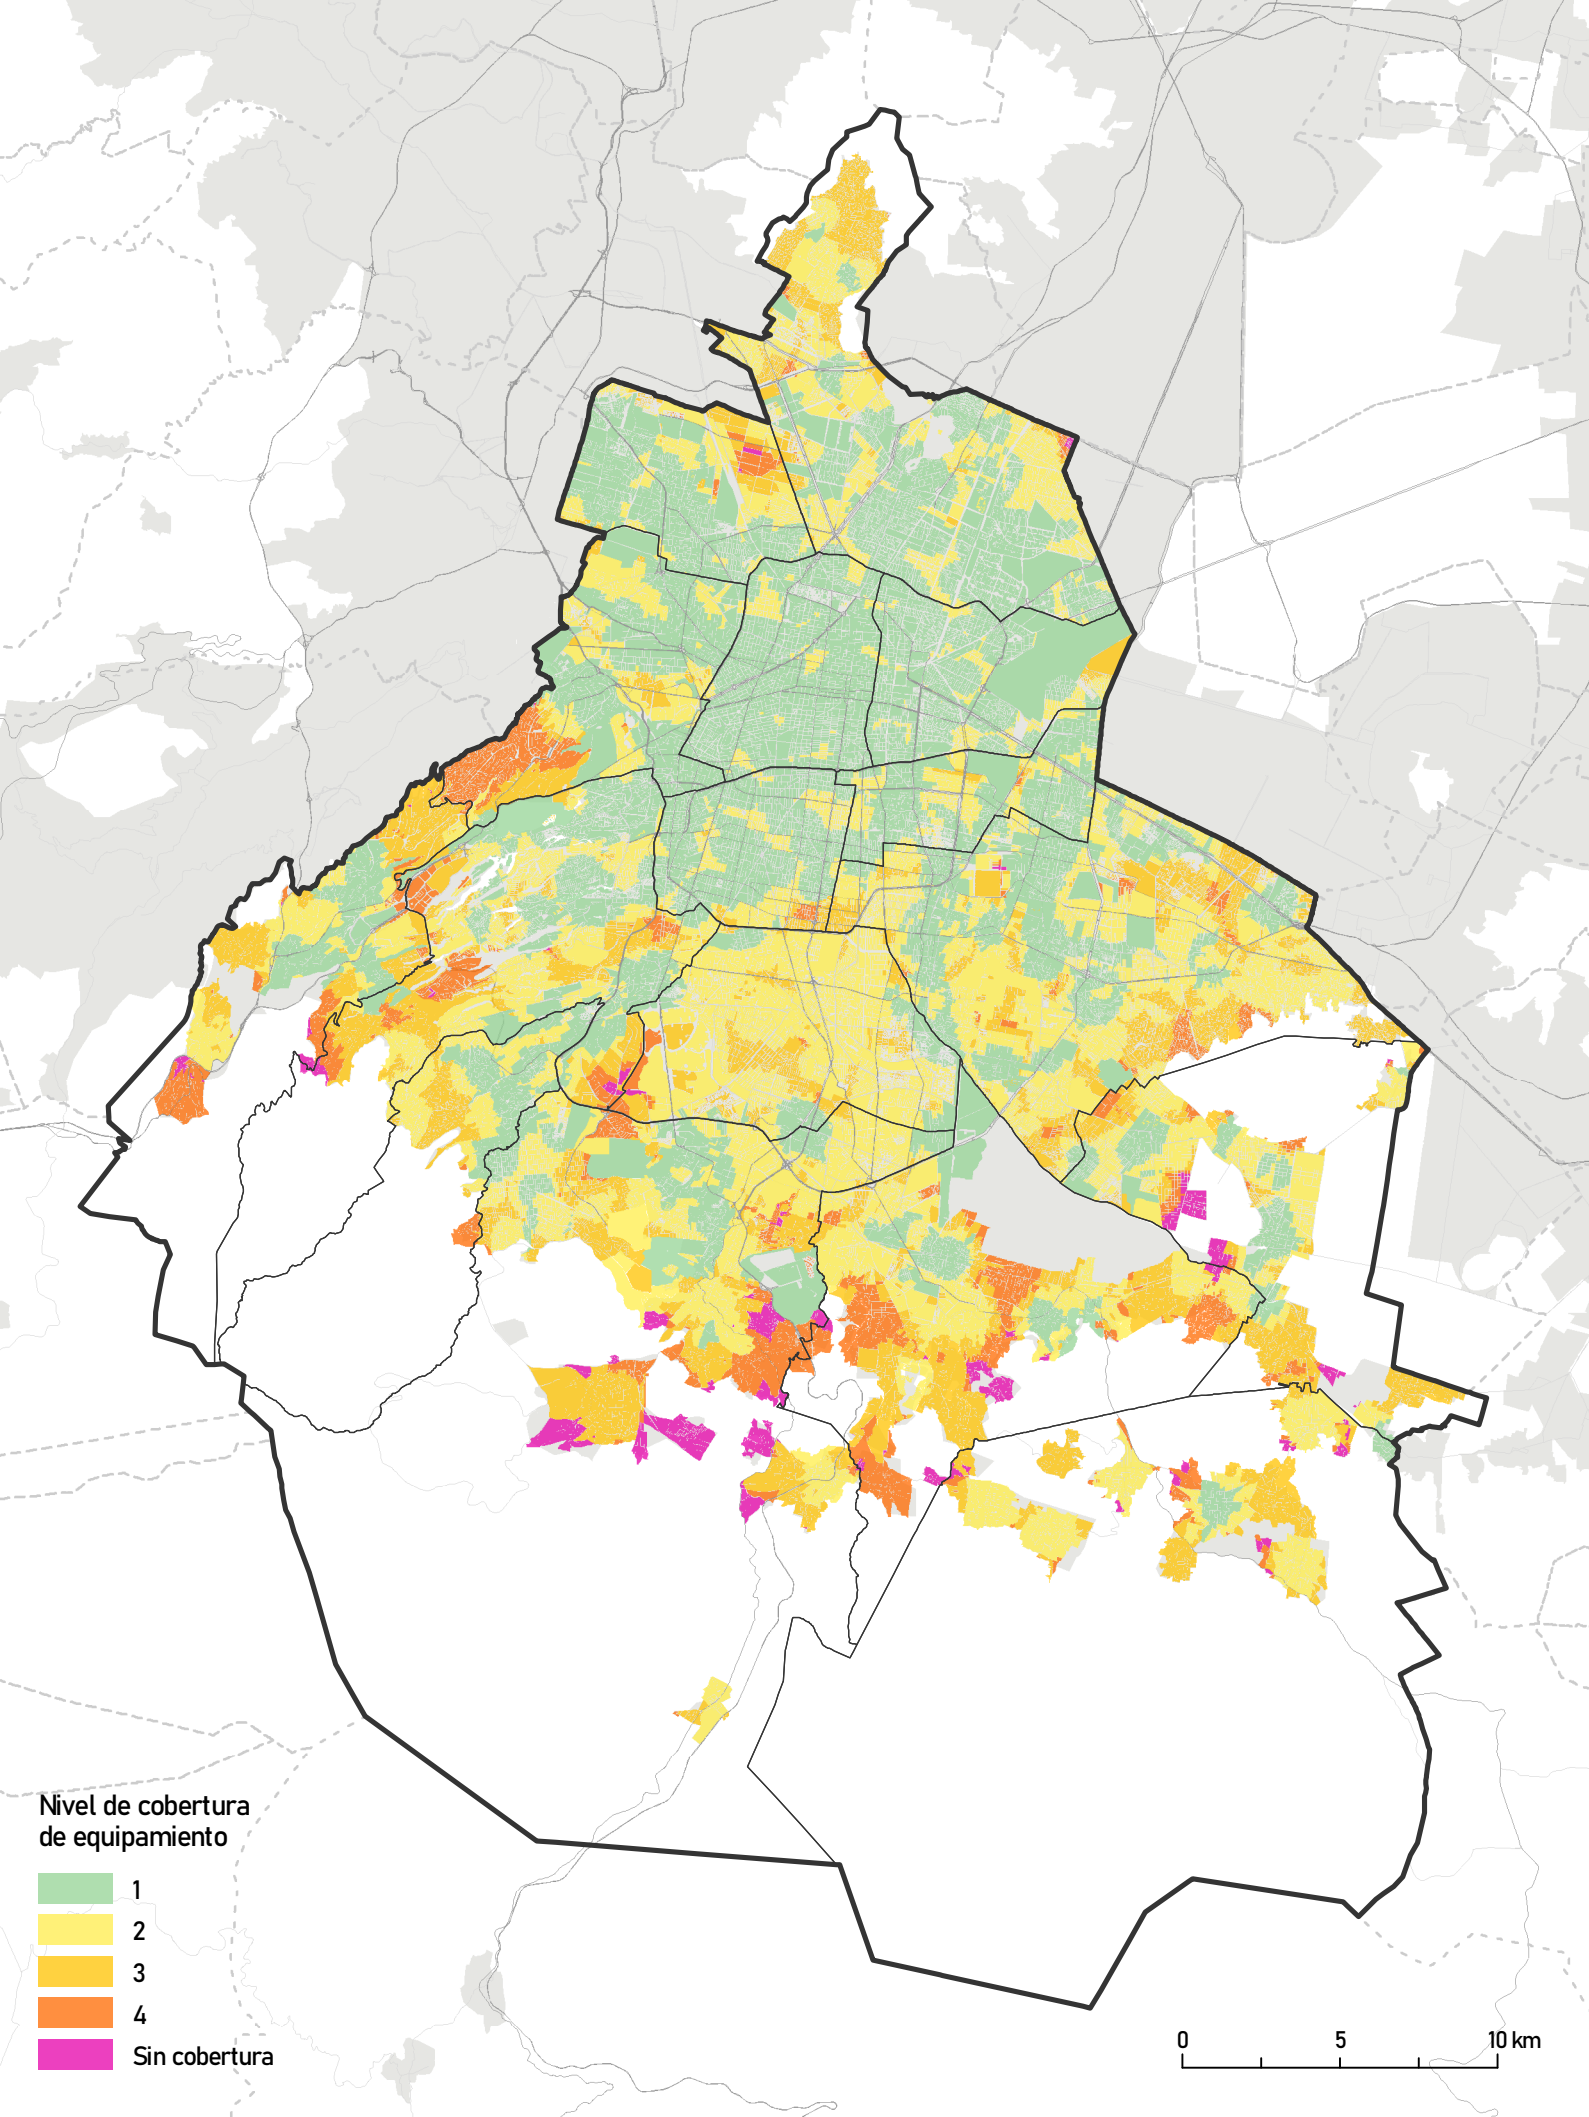 Nivel de cobertura
de equipamiento
1
2
3
4
Sin cobertura
0 5 10 km